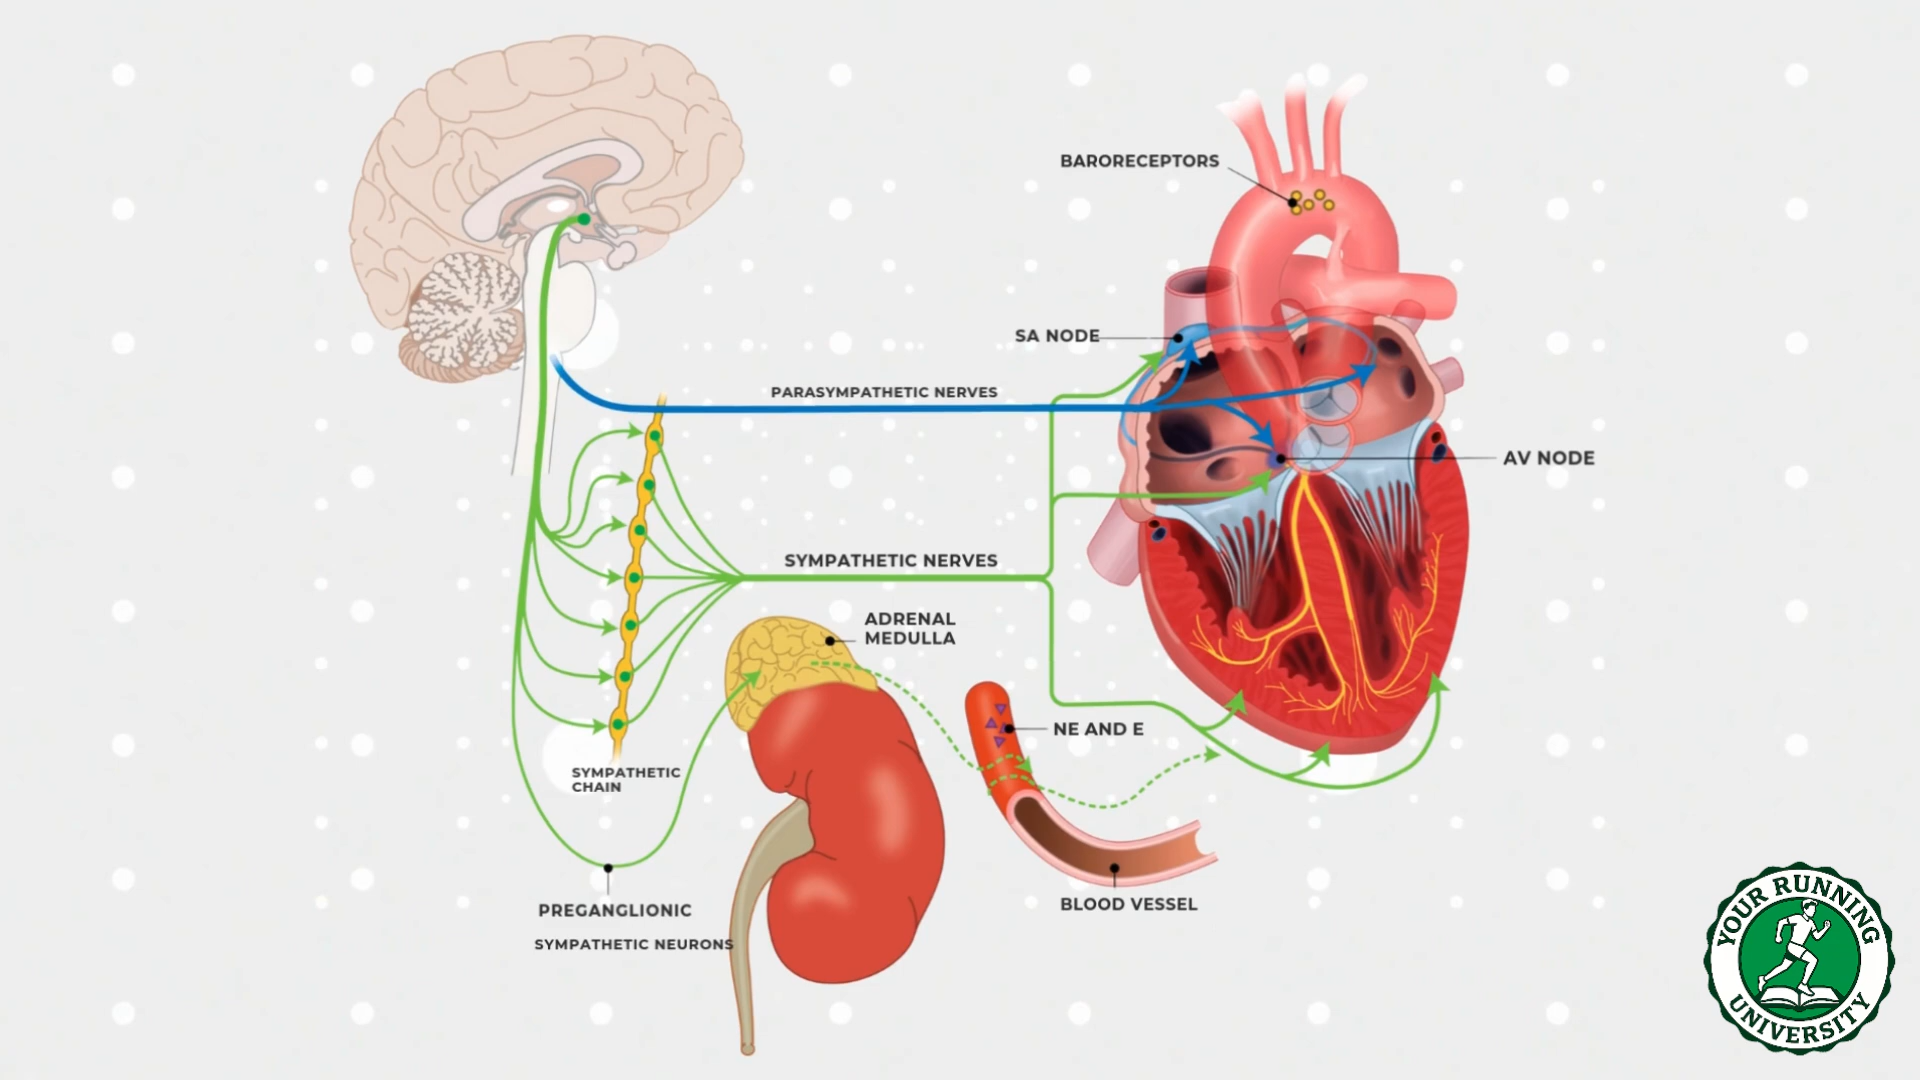 BARORECEPTORS
SA NODE
PARASYMPATHETIC NERVES
AV NODE
SYMPATHETIC NERVES
ADRENAL
MEDULLA
NE AND E
SYMPATHETIC
CHAIN
BLOOD VESSEL
PREGANGLIONIC
SYMPATHETIC NEURONS
YOUR RUNNING
UNIVERSITY